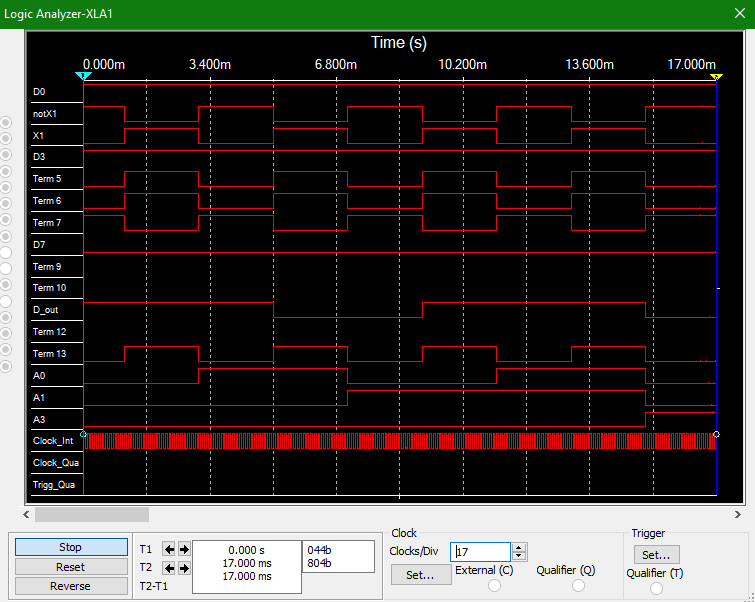 Logic Analyzer-XLA1
Time (s)
0.000m 3.400m 6.800m 10.200m 13.600m 17.000m
D0
notX1
X1
D3
Term 5
Term 6
Term 7
D7
Term 9
Term 10
D_out
Term 12
Term 13
A0
A1
A3
Clock_Int
Clock_Qua
Trigg_Qua
Stop
Reset
Reverse
T1
T2
T2-T1
0.000 s
17.000 ms
17.000 ms
044b
804b
Clock
Clocks/Div 17
Set...
External (C)
Qualifier (Q)
Trigger
Set...
Qualifier (T)